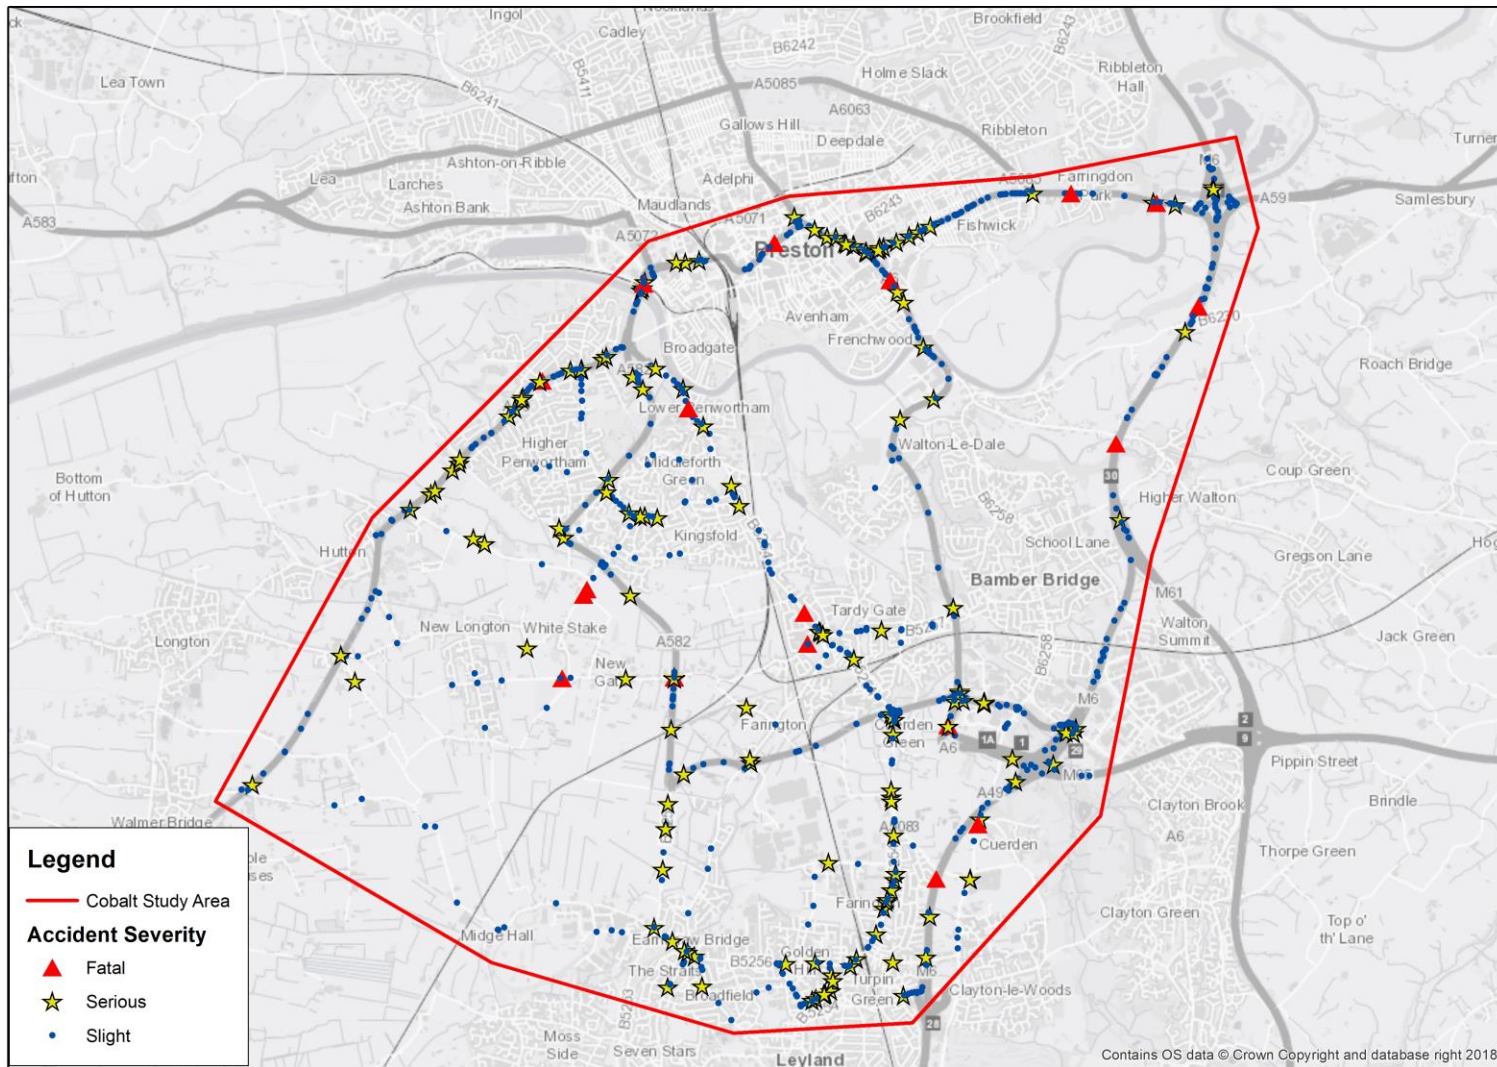 Ingol
Cadley
Brookfield
B6243
B6242
Ribbleton
Hall
Lea Town
B5411
B6241
Holme Slack
A5085
A6063
Gallows Hill
Deepdale
Ribbleton
Turner
Ashton-on-Ribble
Lea
Larches
Adelphi
M6
Farringdon
Park
A59
Samlesbury
A583
Ashton Bank
Maudlands
A5071
B6243
Fishwick
A5072
Preston
Avenham
B6230
Frenchwood
Broadgate
Roach Bridge
Lower Penwortham
Walton-Le-Dale
Higher
Penwortham
Middleforth
Green
Bottom
of Hutton
30
Coup Green
Higher Walton
B6258
Kingsfold
School Lane
Hutton
Gregson Lane
Bamber Bridge
M61
Tardy Gate
Longton
New Longton
White Stake
Walton
Summit
Jack Green
A582
B6258
New
M6
Farington
Cuerden
Green
A6
1A
1
29
2
9
Pippin Street
A49
Clayton Brook
Brindle
Walmer Bridge
A6
Cuerden
Thorpe Green
Legend
Cobalt Study Area
Accident Severity
Fatal
Serious
Slight
Midge Hall
Clayton Green
Top o'
th' Lane
B5256
Golden
The Straits
Broadfield
Turpin
Green
M6
Clayton-le-Woods
B5253
28
Moss
Side
Seven Stars
Leyland
Contains OS data © Crown Copyright and database right 2018